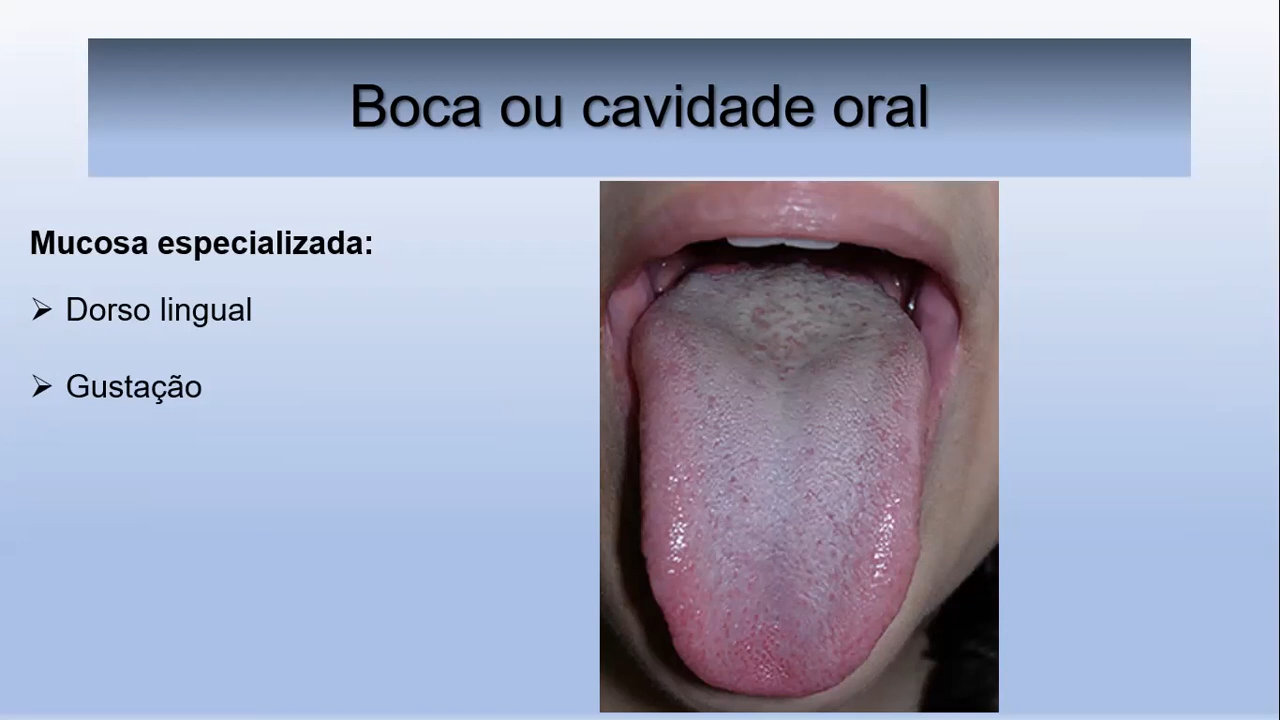 Boca ou cavidade oral
Mucosa especializada:
Dorso lingual
Gustação